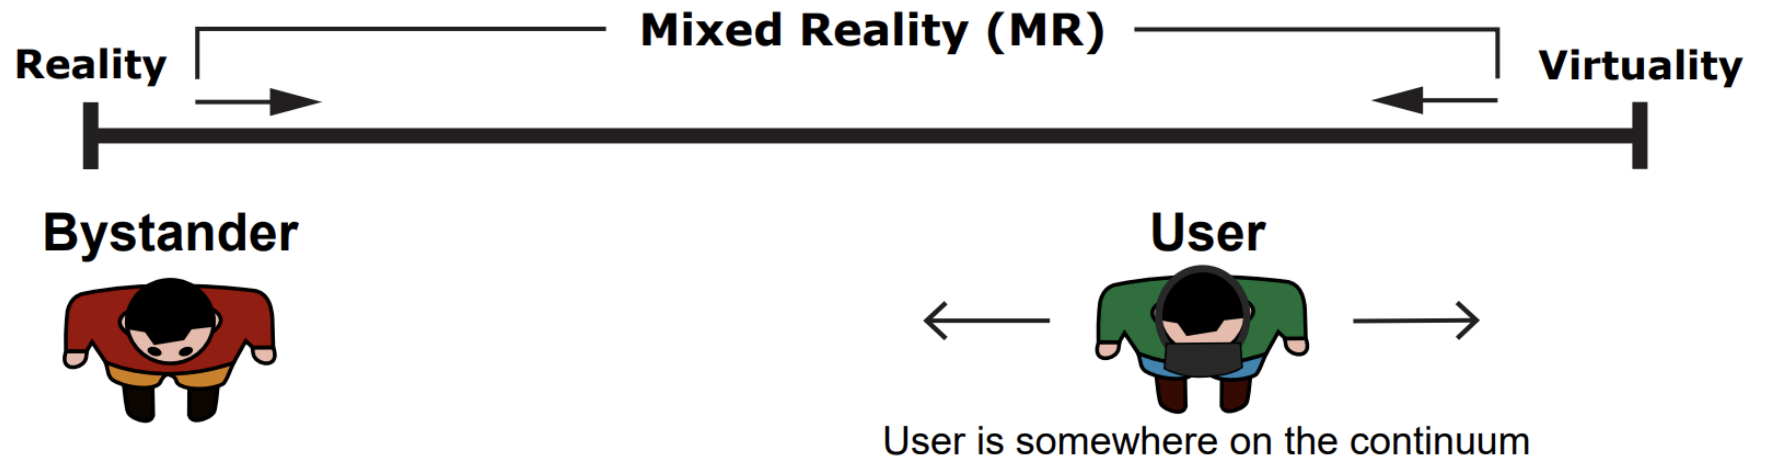 Mixed Reality (MR)
Reality
Virtuality
Bystander
User
User is somewhere on the continuum